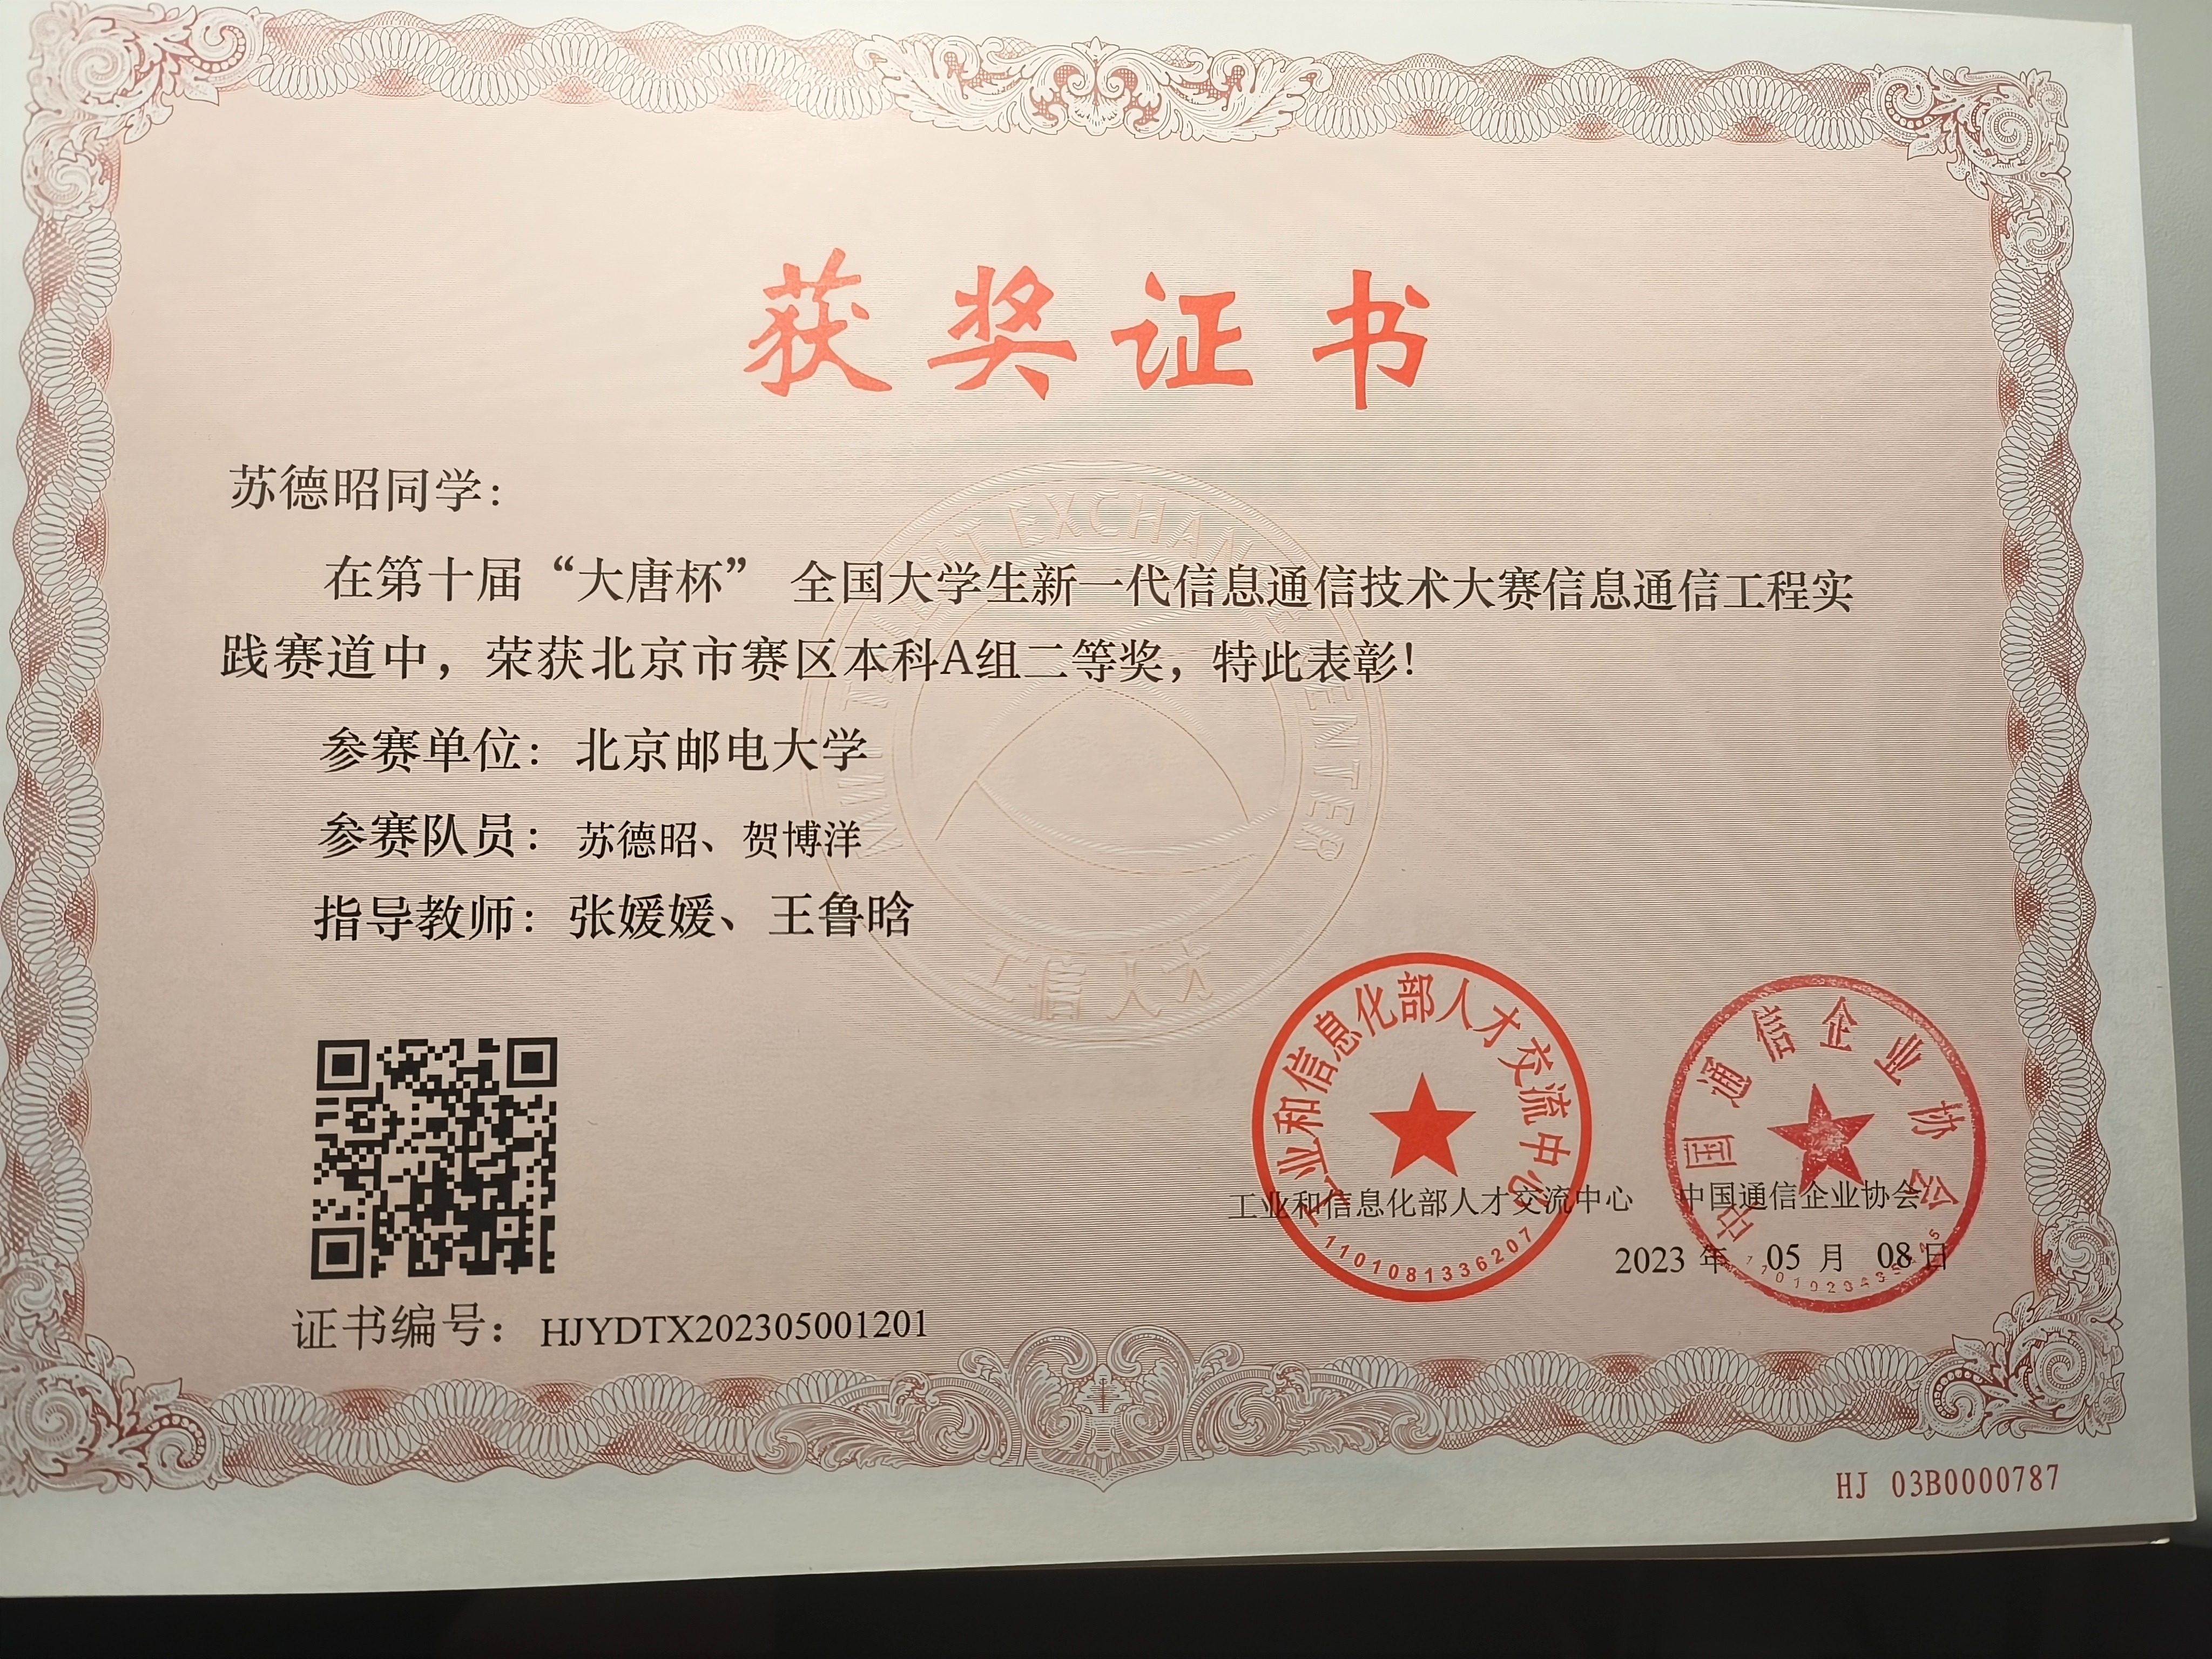 获奖证书
苏德昭同学：
在第十届“大唐杯” 全国大学生新一代信息通信技术大赛信息通信工程实
践赛道中，荣获北京市赛区本科A组二等奖，特此表彰！
参赛单位：北京邮电大学
参赛队员：苏德昭、贺博洋
指导教师：张媛媛、王鲁晗
工信人才
工业和信息化部人才交流中心
1101081336207
中国通信企业协会
工业和信息化部人才交流中心 中国通信企业协会
2023 年 05 月 08 日
证书编号：HJYDTX202305001201
HJ 03B0000787